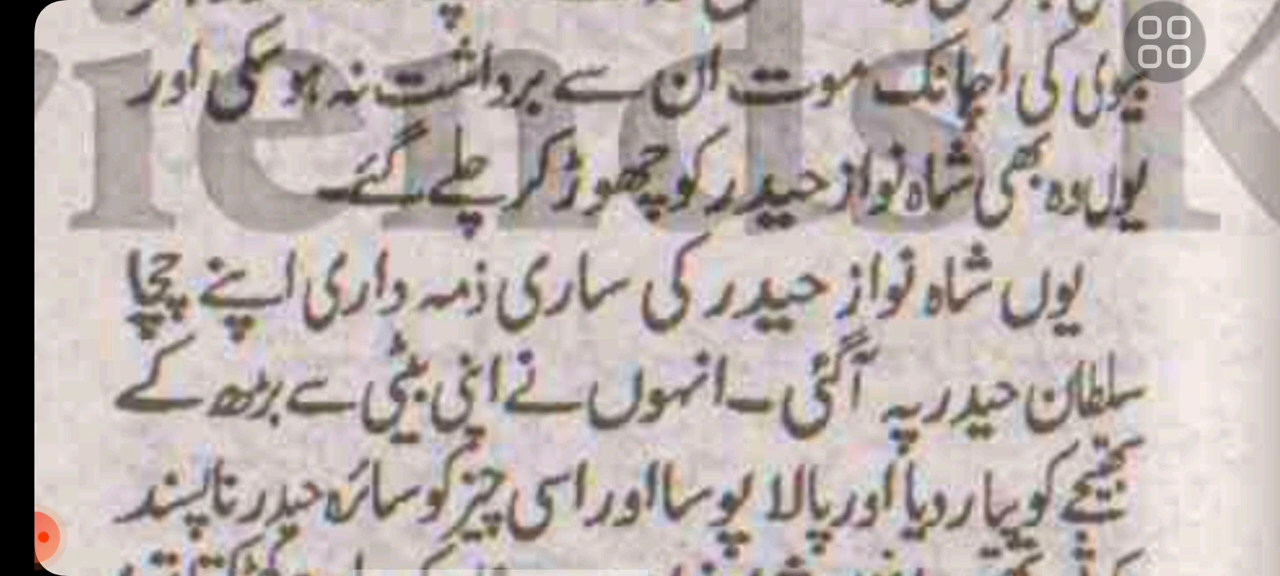 بیوی کی اچانک موت ان سے برداشت نہ ہو سکی اور
یوں وہ بھی شاہ نواز حیدر کو چھوڑ کر چلے گئے۔
یوں شاہ نواز حیدر کی ساری ذمہ داری اپنے چچا
سلطان حیدر پہ آ گئی۔ انہوں نے اپنی بیٹی سے بڑھ کے
بھتیجے کو پیار دیا اور پالا پوسا اور اسی چیز کو سائرہ حیدر ناپسند